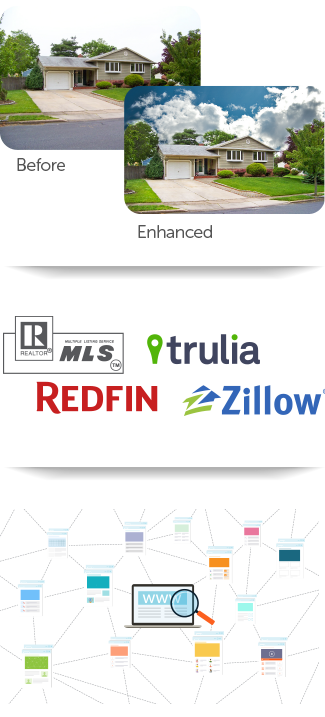 Before
Enhanced
R
REALTOR®
MULTIPLE LISTING SERVICE
MLS TM
trulia
REDFIN
Zillow®
WWW